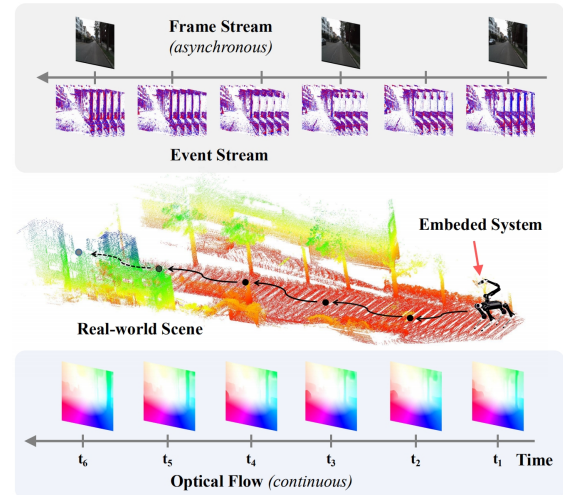 Frame Stream
(asynchronous)
Event Stream
Embeded System
Real-world Scene
t6 t5 t4 t3 t2 t1 Time
Optical Flow (continuous)